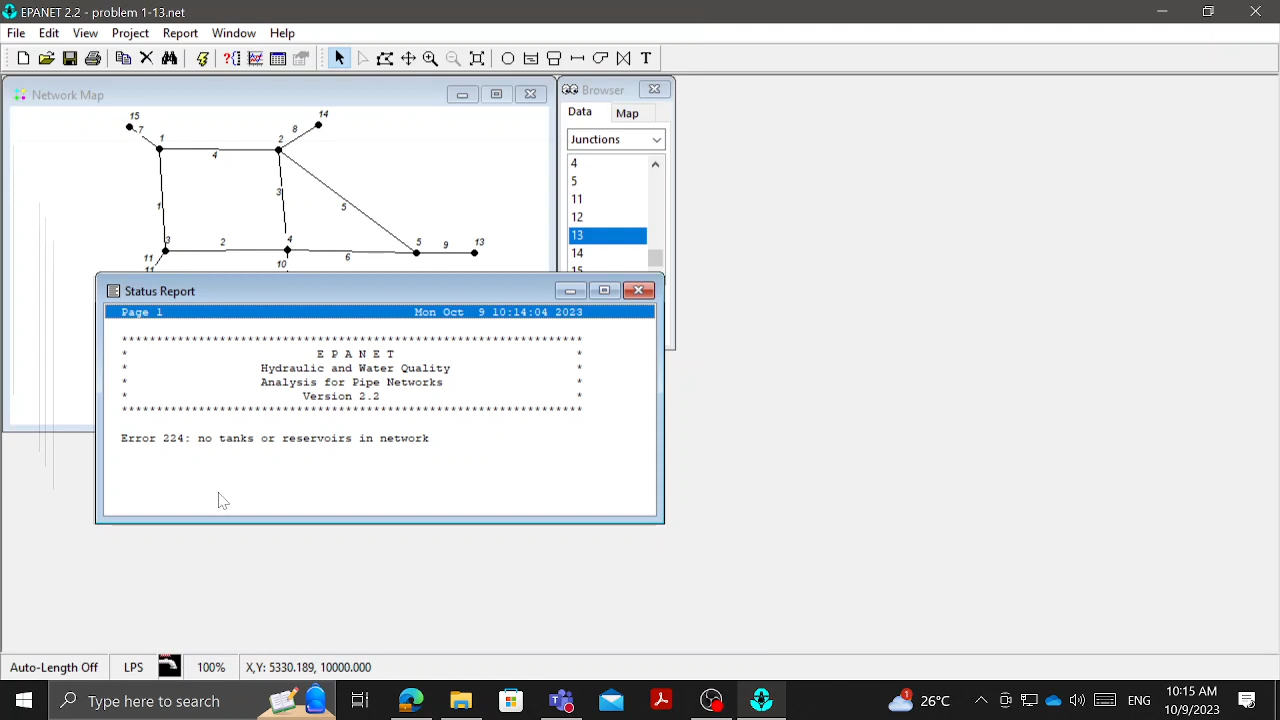 EPANET 2.2 - problem 1-13.net
File Edit View Project Report Window Help
T
Network Map
15
14
7
8
1
2
4
3
1
5
3
2
4
5
9
13
6
11
10
11
Browser
Data Map
Junctions
4
5
11
12
13
14
15
Status Report
Page 1 Mon Oct 9 10:14:04 2023
******************************************************************
* E P A N E T *
* Hydraulic and Water Quality *
* Analysis for Pipe Networks *
* Version 2.2 *
******************************************************************
Error 224: no tanks or reservoirs in network
Auto-Length Off LPS 100% X,Y: 5330.189, 10000.000
Type here to search
1 26°C ENG 10:15 AM
10/9/2023